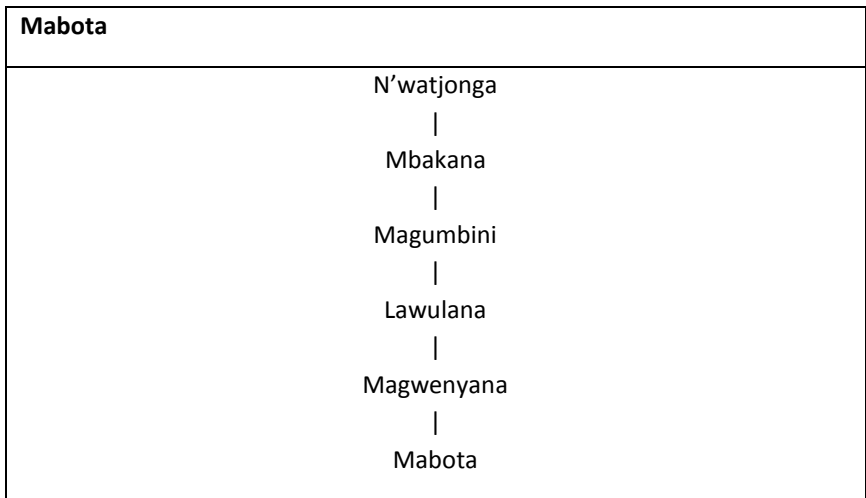 Mabota
N’watjonga
|
Mbakana
|
Magumbini
|
Lawulana
|
Magwenyana
|
Mabota